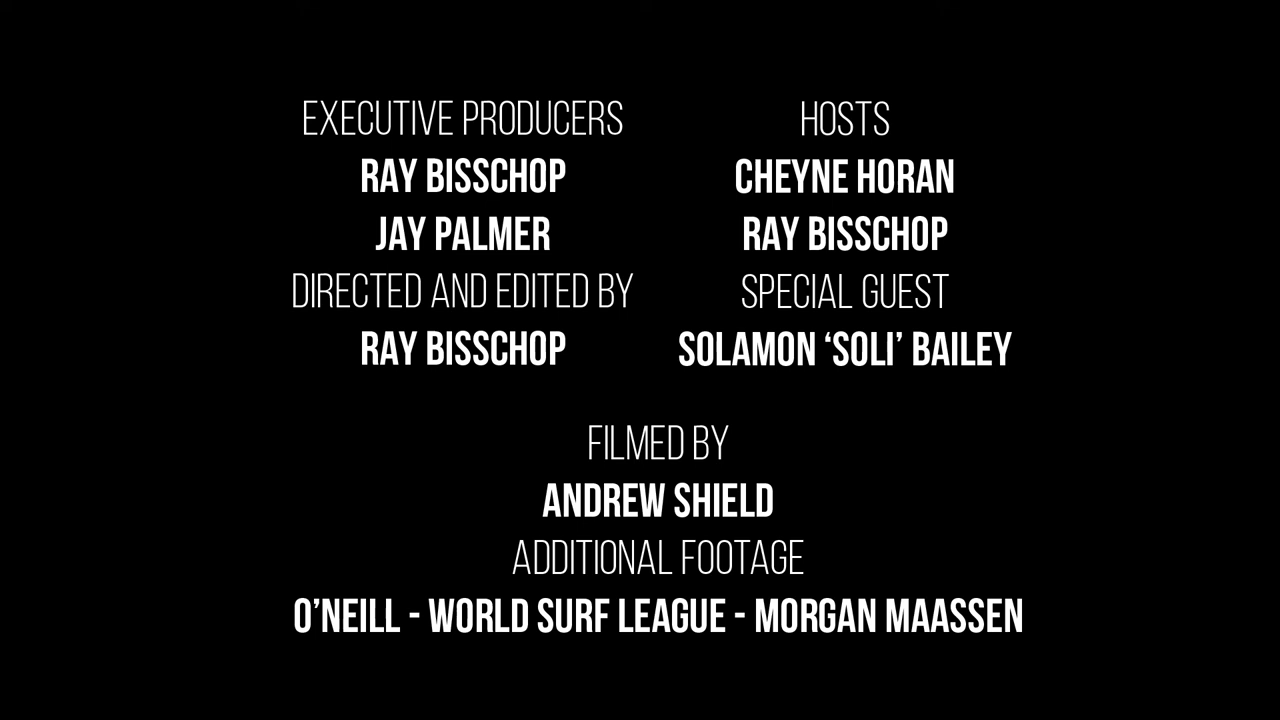 EXECUTIVE PRODUCERS
RAY BISSCHOP
JAY PALMER
DIRECTED AND EDITED BY
RAY BISSCHOP
HOSTS
CHEYNE HORAN
RAY BISSCHOP
SPECIAL GUEST
SOLAMON ‘SOLI’ BAILEY
FILMED BY
ANDREW SHIELD
ADDITIONAL FOOTAGE
O’NEILL - WORLD SURF LEAGUE - MORGAN MAASSEN